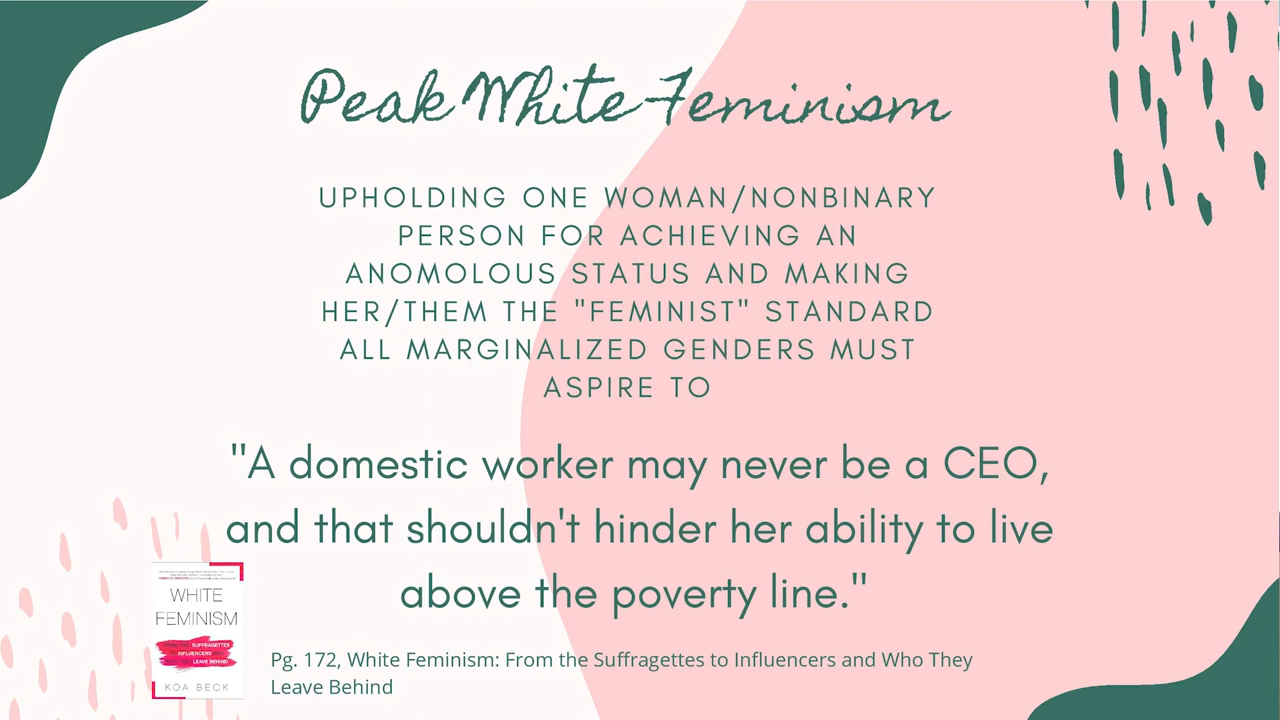 Peak White Feminism
UPHOLDING ONE WOMAN/NONBINARY
PERSON FOR ACHIEVING AN
ANOMOLOUS STATUS AND MAKING
HER/THEM THE "FEMINIST" STANDARD
ALL MARGINALIZED GENDERS MUST
ASPIRE TO
"A domestic worker may never be a CEO,
and that shouldn't hinder her ability to live
above the poverty line."
WHITE
FEMINISM
FROM THE SUFFRAGETTES
INFLUENCERS
LEAVE BEHIND
KOA BECK
Pg. 172, White Feminism: From the Suffragettes to Influencers and Who They
Leave Behind